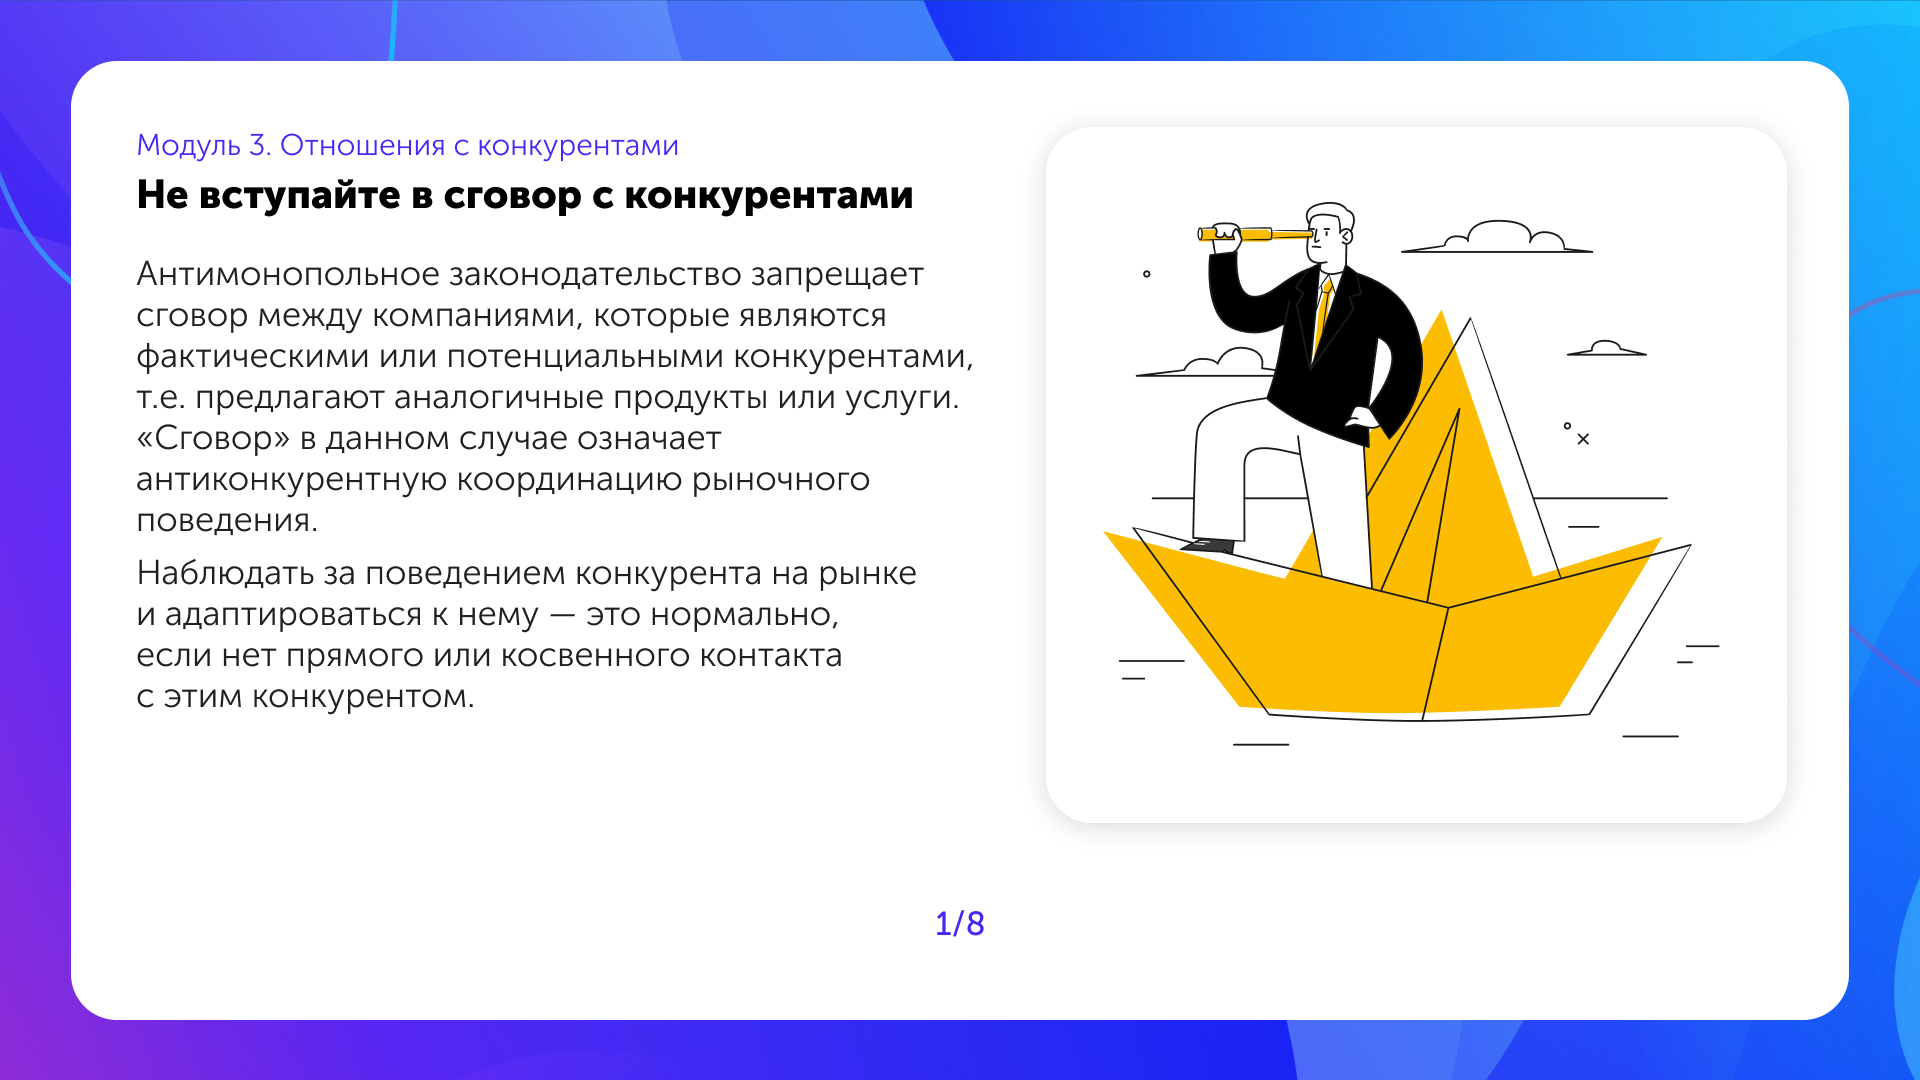 Модуль 3. Отношения с конкурентами
Не вступайте в сговор с конкурентами
Антимонопольное законодательство запрещает
сговор между компаниями, которые являются
фактическими или потенциальными конкурентами,
т.е. предлагают аналогичные продукты или услуги.
«Сговор» в данном случае означает
антиконкурентную координацию рыночного
поведения.
Наблюдать за поведением конкурента на рынке
и адаптироваться к нему — это нормально,
если нет прямого или косвенного контакта
с этим конкурентом.
1/8